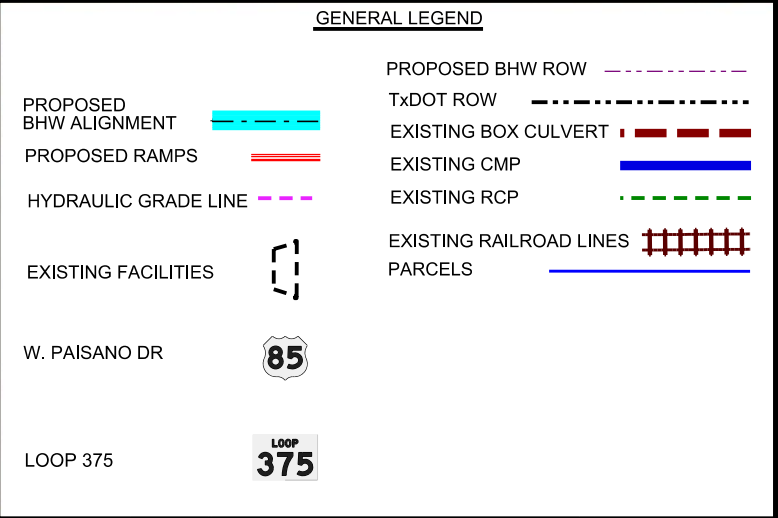 GENERAL LEGEND
PROPOSED
BHW ALIGNMENT
PROPOSED RAMPS
HYDRAULIC GRADE LINE
EXISTING FACILITIES
W. PAISANO DR
85
LOOP 375
LOOP
375
PROPOSED BHW ROW
TxDOT ROW
EXISTING BOX CULVERT
EXISTING CMP
EXISTING RCP
EXISTING RAILROAD LINES
PARCELS